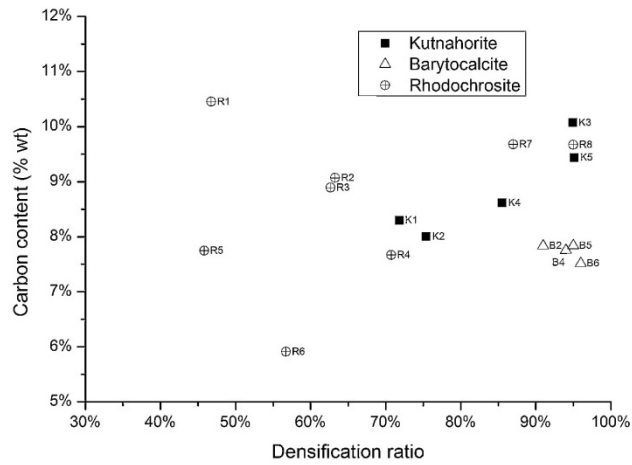 12%
11%
10%
9%
8%
7%
6%
5%
Carbon content (% wt)
Kutnahorite
Barytocalcite
Rhodochrosite
R1
K3
R7
R8
K5
R2
R3
K4
K1
K2
R5
R4
B2
B5
B4
B6
R6
30%
40%
50%
60%
70%
80%
90%
100%
Densification ratio